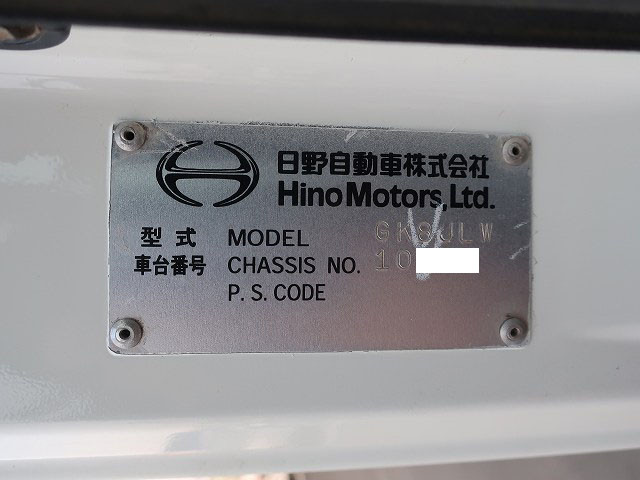 日野自動車株式会社
Hino Motors, Ltd.
型式 MODEL GK8JLW
車台番号 CHASSIS NO. 10
P.S.CODE